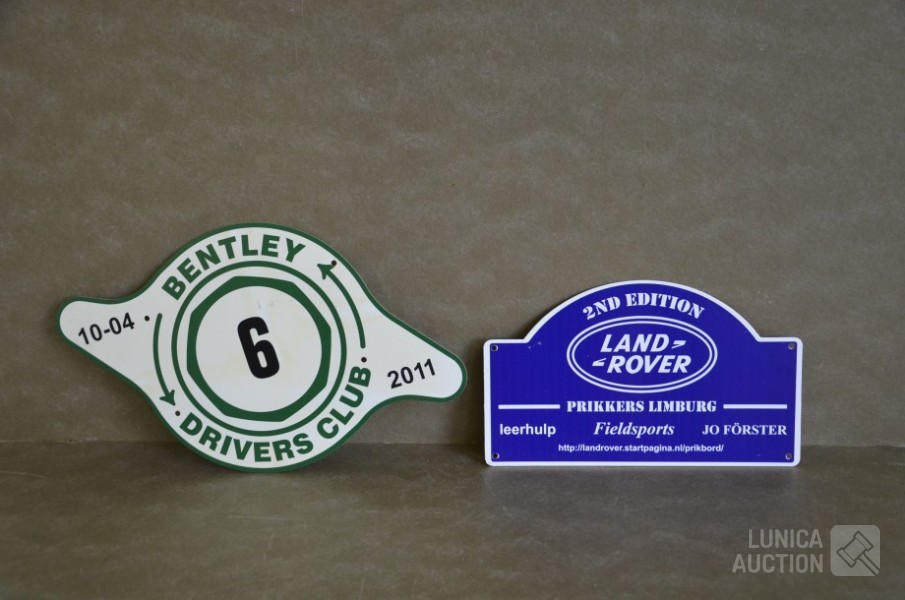 BENTLEY
10-04
6
2011
DRIVERS CLUB
2ND EDITION
LAND
ROVER
PRIKKERS LIMBURG
leerhulp Fieldsports JO FÖRSTER
http://landrover.startpagina.nl/prikbord/
LUNICA
AUCTION